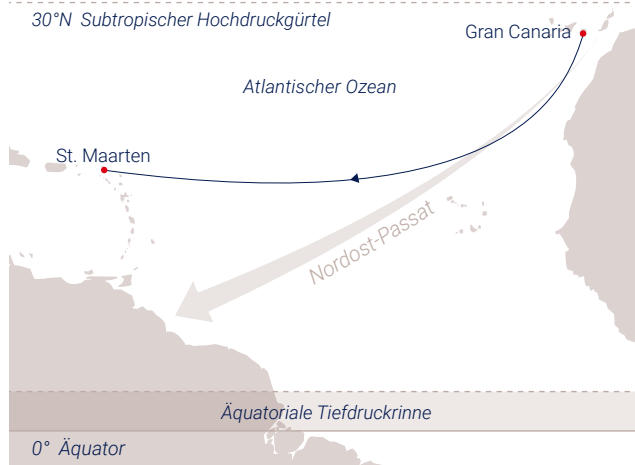 30°N Subtropischer Hochdruckgürtel
Gran Canaria
Atlantischer Ozean
St. Maarten
Nordost-Passat
Äquatoriale Tiefdruckrinne
0° Äquator